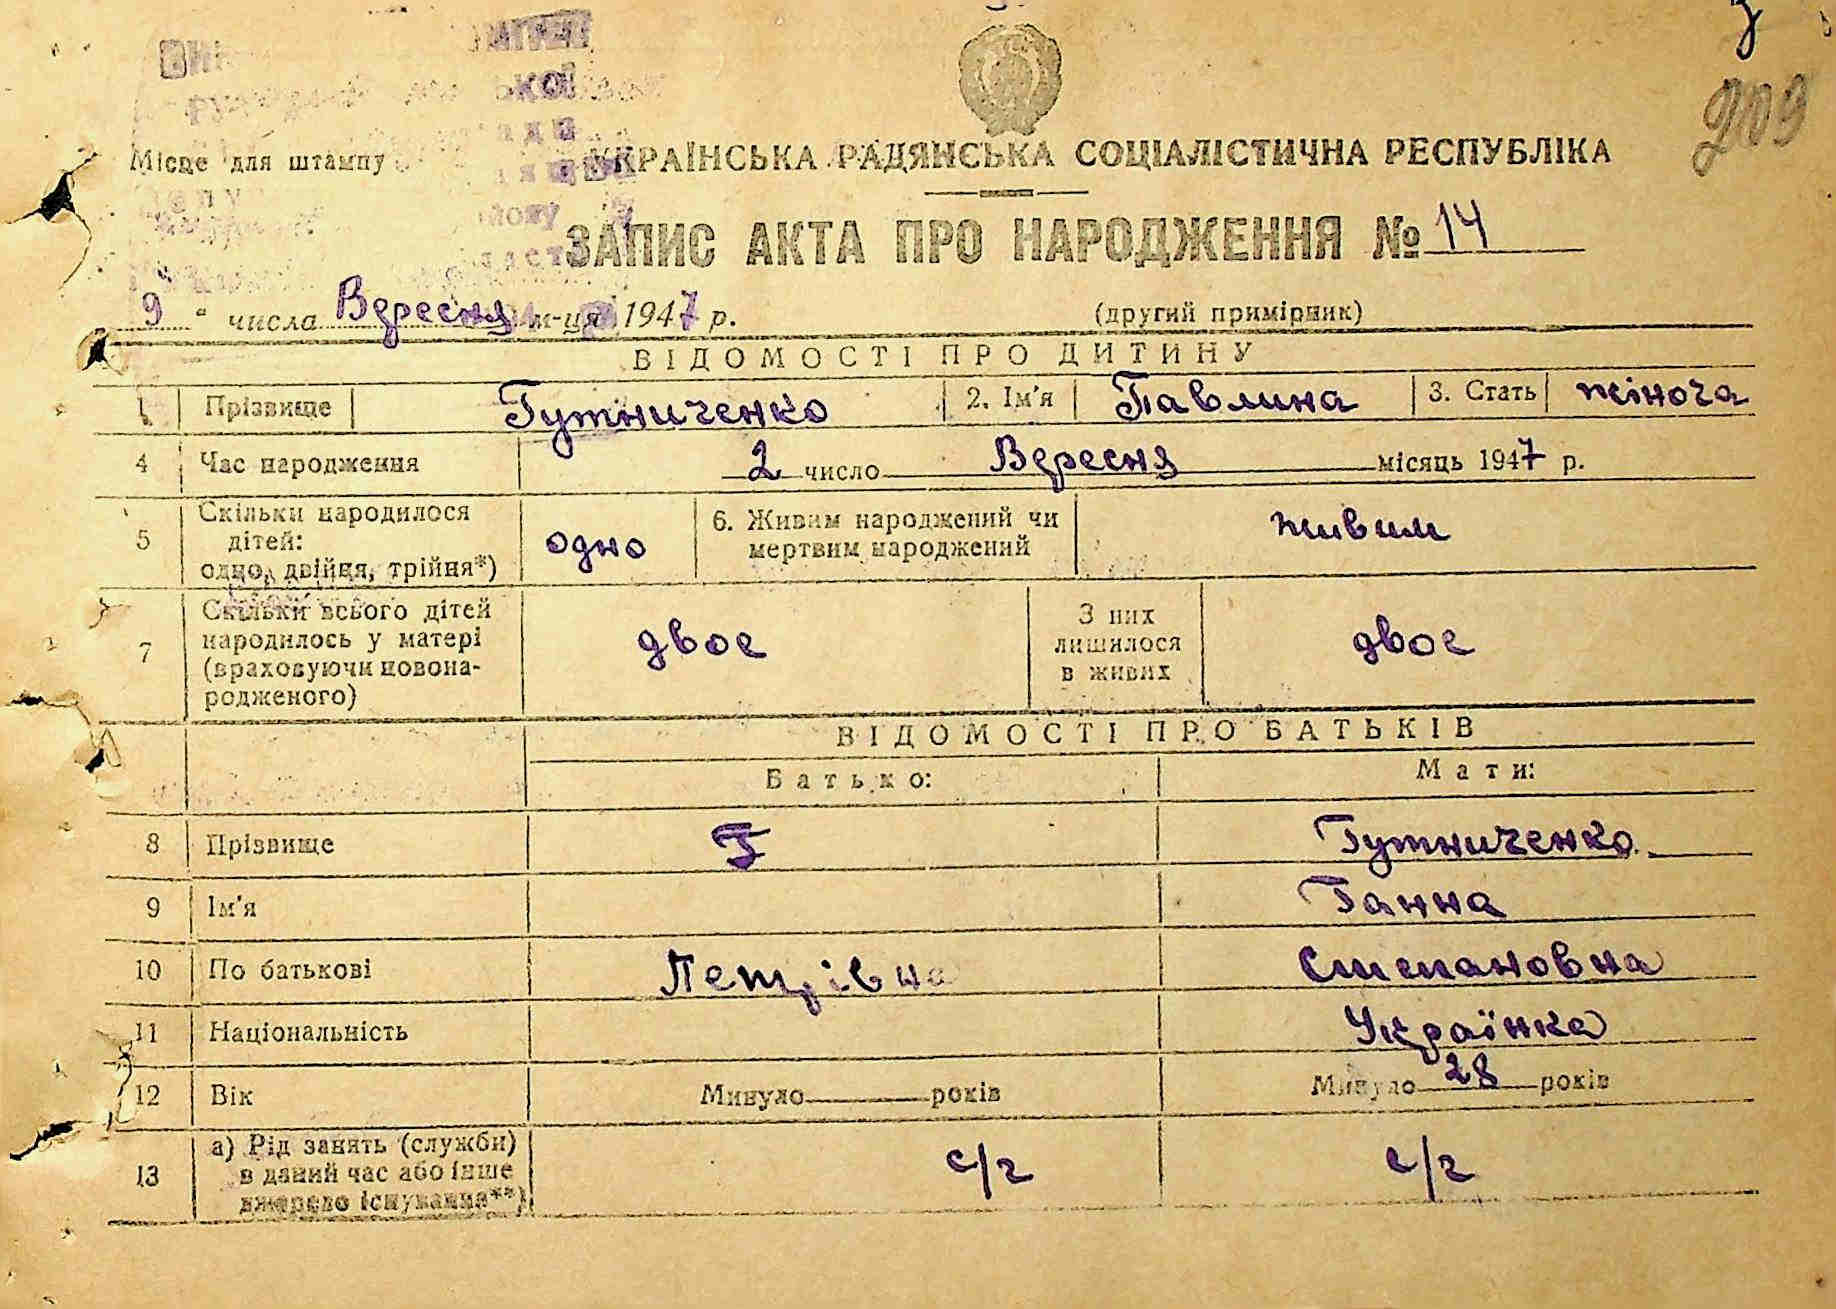 209
Місце для штампу
УКРАЇНСЬКА РАДЯНСЬКА СОЦІАЛІСТИЧНА РЕСПУБЛІКА
ЗАПИС АКТА ПРО НАРОДЖЕННЯ № 14
9 " числа Вересня м-ця 1947 р. (другий примірник)
ВІДОМОСТІ ПРО ДИТИНУ
1 Прізвище Гутниченко 2. Ім'я Павлина 3. Стать жіноча
4 Час народження 2 число Вересня місяць 1947 р.
5 Скільки народилося дітей: одно, двійня, трійня*) одно 6. Живим народжений чи мертвим народжений живим
7 Скільки всього дітей народилось у матері (враховуючи новонародженого) двое З них лишилося в живих двое
ВІДОМОСТІ ПРО БАТЬКІВ
Батько: Мати:
8 Прізвище Г Гутниченко
9 Ім'я Ганна
10 По батькові Петрівна Степановна
11 Національність Українка
12 Вік Минуло років Минуло 28 років
13 а) Рід занять (служби) в даний час або інше джерело існування**) с/г с/г